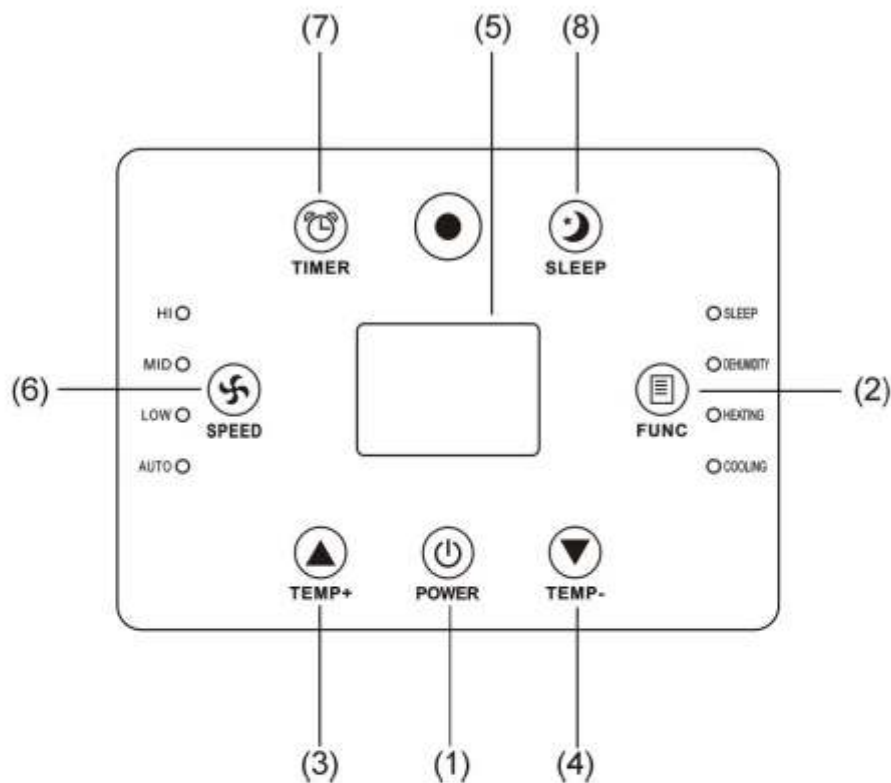 (7) (5) (8)
TIMER SLEEP
HI SLEEP
MID DEHUMIDITY
(6) (2)
LOW HEATING
SPEED FUNC
AUTO COOLING
TEMP+ POWER TEMP-
(3) (1) (4)